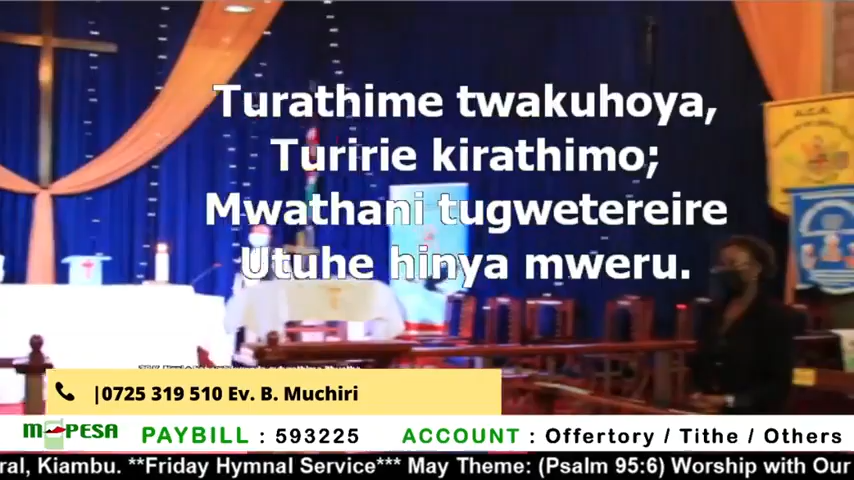 Turathime twakuhoya,
Turirie kirathimo;
Mwathani tugwetereire
Utuhe hinya mweru.
|0725 319 510 Ev. B. Muchiri
M-PESA PAYBILL : 593225 ACCOUNT : Offertory / Tithe / Others
ral, Kiambu. **Friday Hymnal Service*** May Theme: (Psalm 95:6) Worship with Our